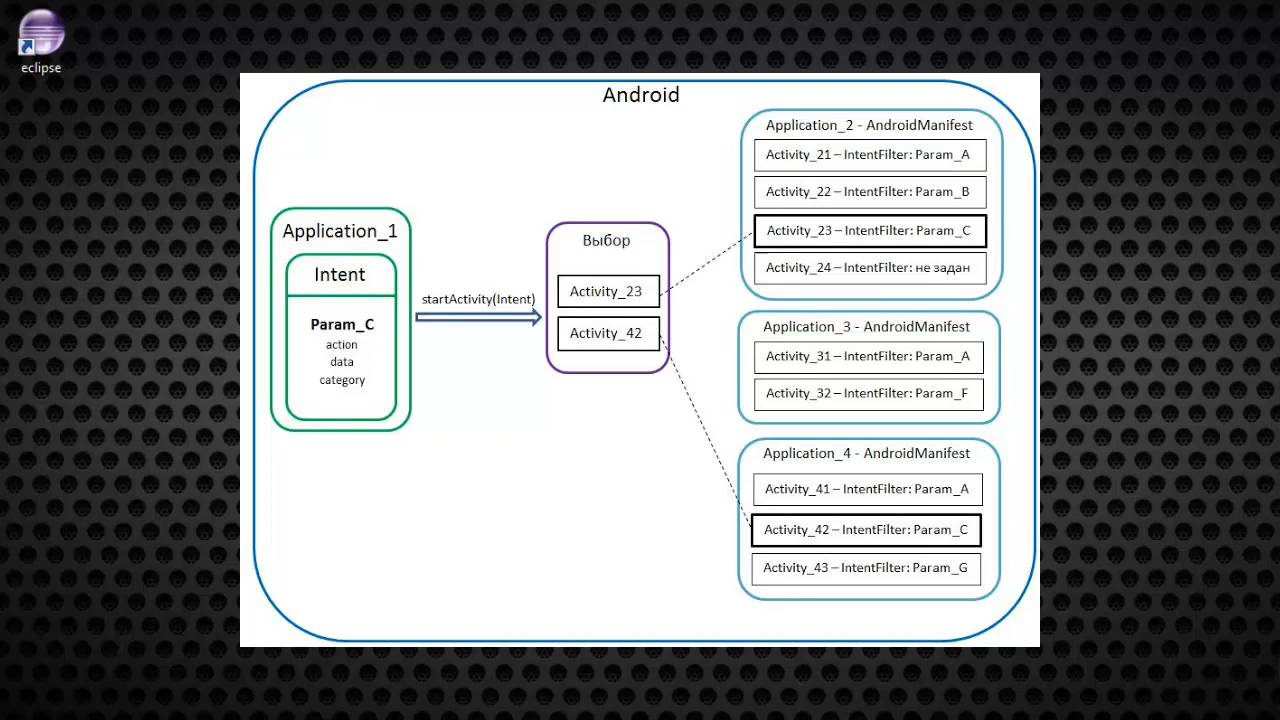 eclipse
Android
Application_1
Intent
Param_C
action
data
category
startActivity(Intent)
Выбор
Activity_23
Activity_42
Application_2 - AndroidManifest
Activity_21 – IntentFilter: Param_A
Activity_22 – IntentFilter: Param_B
Activity_23 – IntentFilter: Param_C
Activity_24 – IntentFilter: не задан
Application_3 - AndroidManifest
Activity_31 – IntentFilter: Param_A
Activity_32 – IntentFilter: Param_F
Application_4 - AndroidManifest
Activity_41 – IntentFilter: Param_A
Activity_42 – IntentFilter: Param_C
Activity_43 – IntentFilter: Param_G